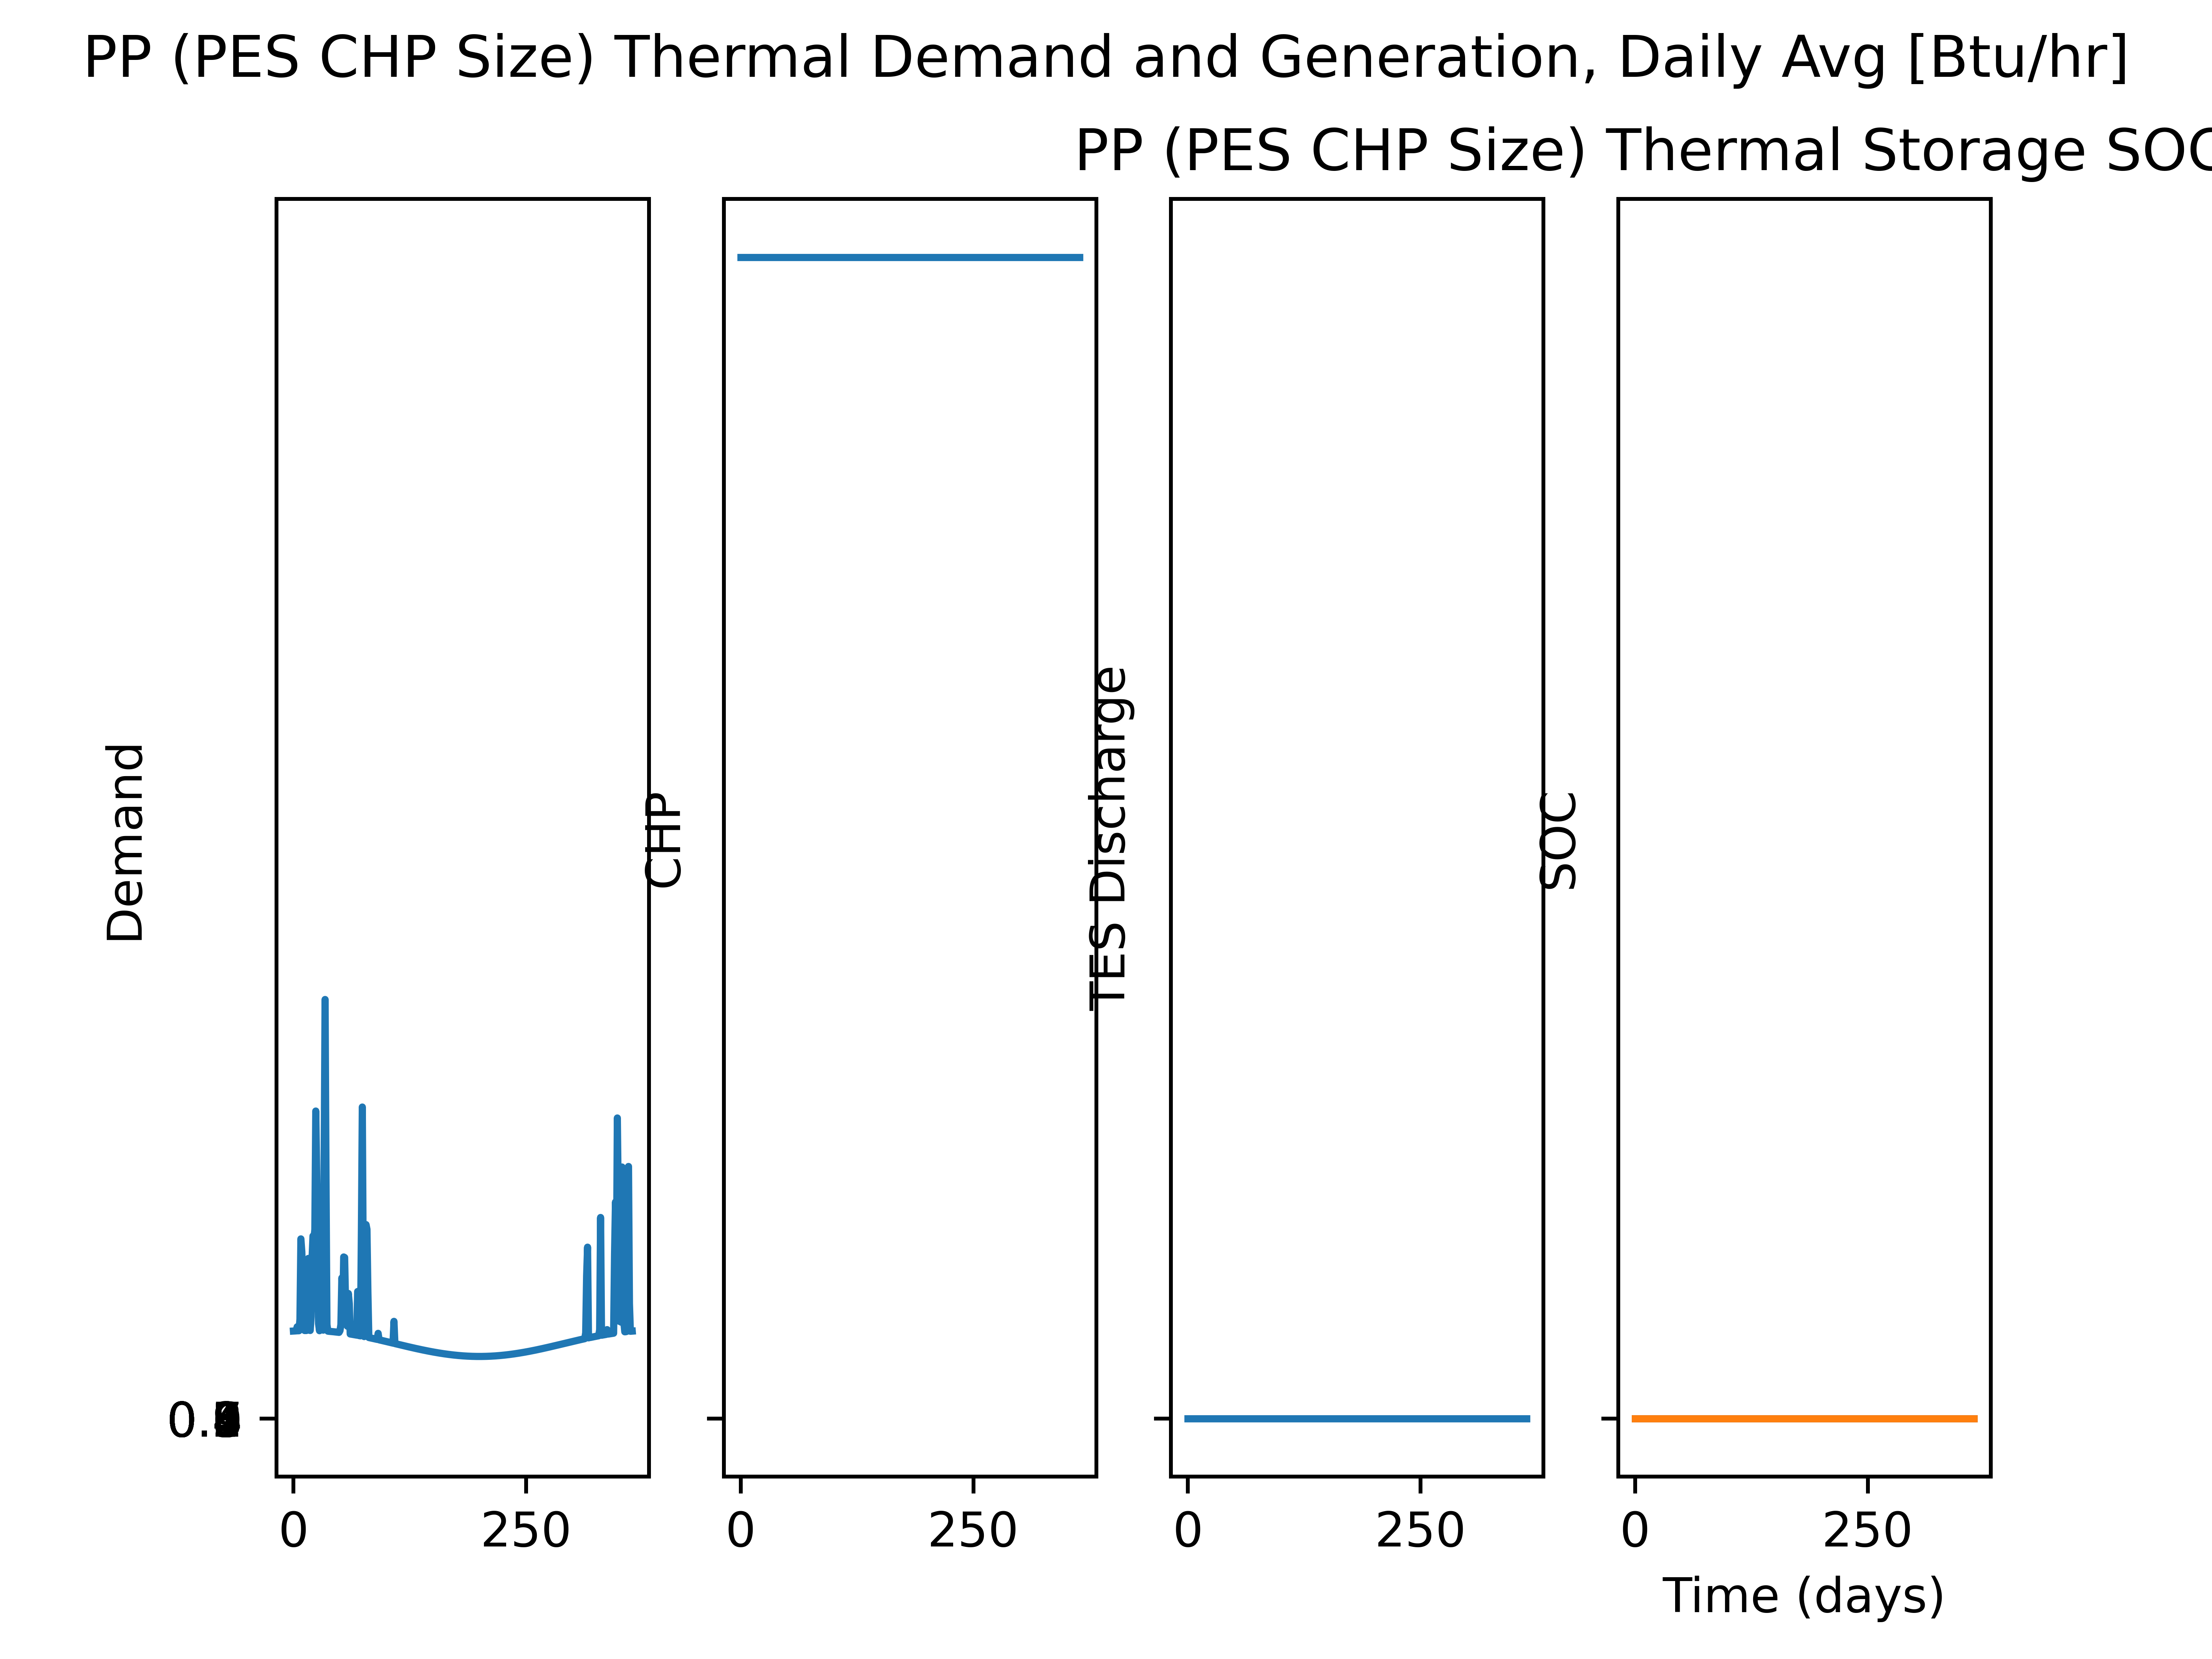 PP (PES CHP Size) Thermal Demand and Generation, Daily Avg [Btu/hr]
PP (PES CHP Size) Thermal Storage SOC
Demand
CHP
TES Discharge
SOC
0 250 0 250 0 250 0 250
Time (days)